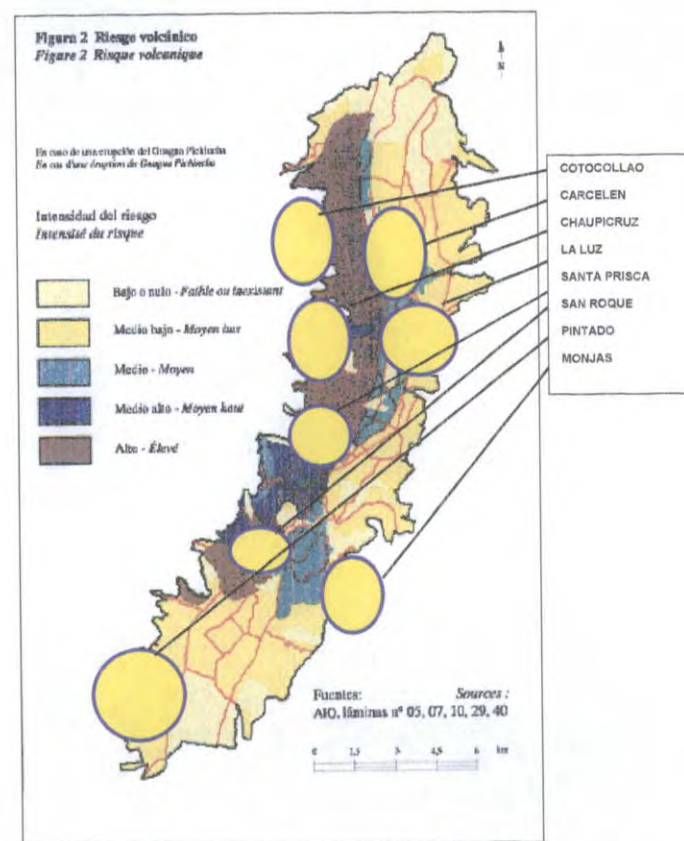 Figura 2 Riesgo volcánico
Figure 2 Risque volcanique
N
En caso de una erupción del Guagua Pichincha
En cas d'une éruption du Guagua Pichincha
Intensidad del riesgo
Intensité du risque
Bajo o nulo - Faible ou inexistant
Medio bajo - Moyen bas
Medio - Moyen
Medio alto - Moyen haut
Alto - Élevé
COTOCOLLAO
CARCELEN
CHAUPICRUZ
LA LUZ
SANTA PRISCA
SAN ROQUE
PINTADO
MONJAS
Fuentes: Sources :
AIQ, láminas nº 05, 07, 10, 29, 40
0 1,5 3 4,5 6 km